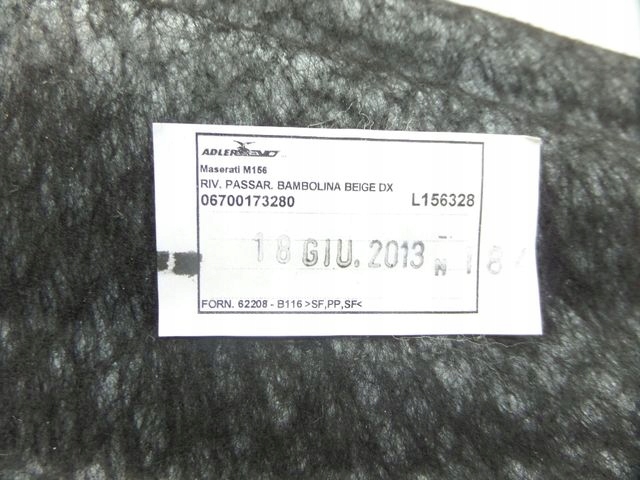 ADLER EVO
Maserati M156
RIV. PASSAR. BAMBOLINA BEIGE DX
06700173280 L156328
18 GIU. 2013 N 187
FORN. 62208 - B116 >SF,PP,SF<